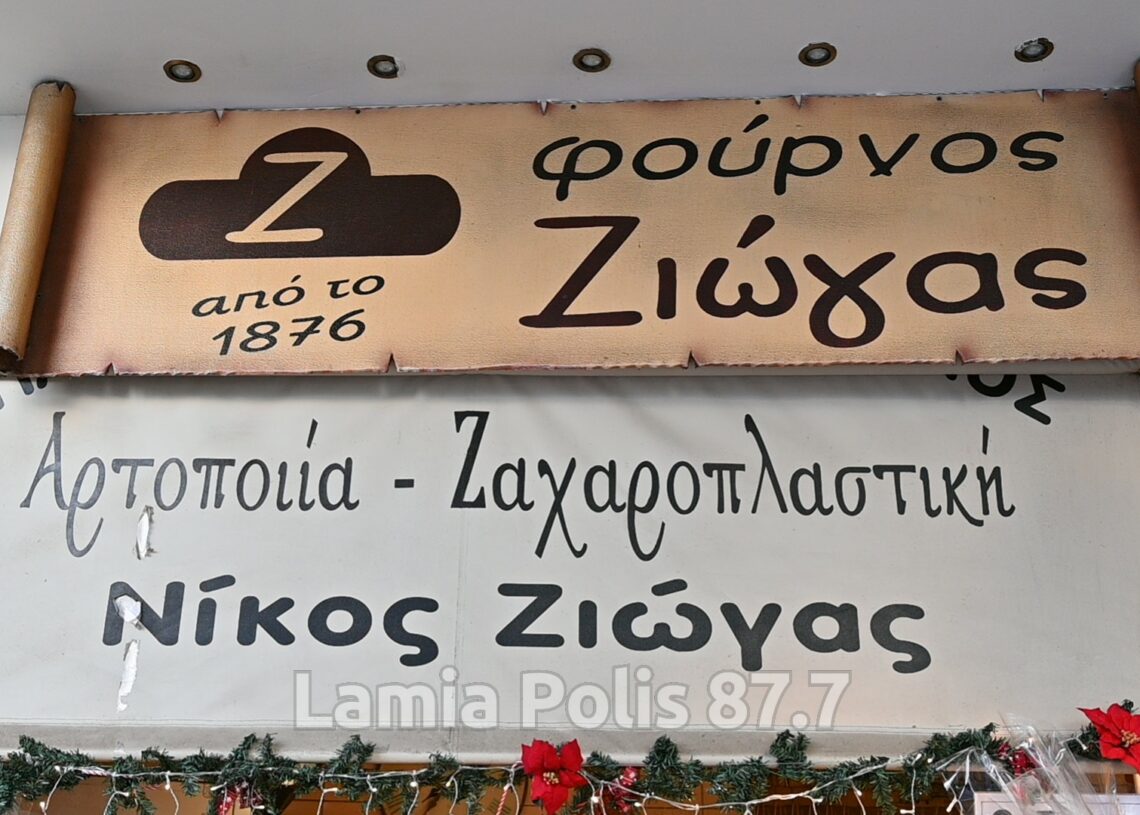 Z
από το
1876
φούρνος
Ζιώγας
Αρτοποιία - Ζαχαροπλαστική
Νίκος Ζιώγας
Lamia Polis 87.7